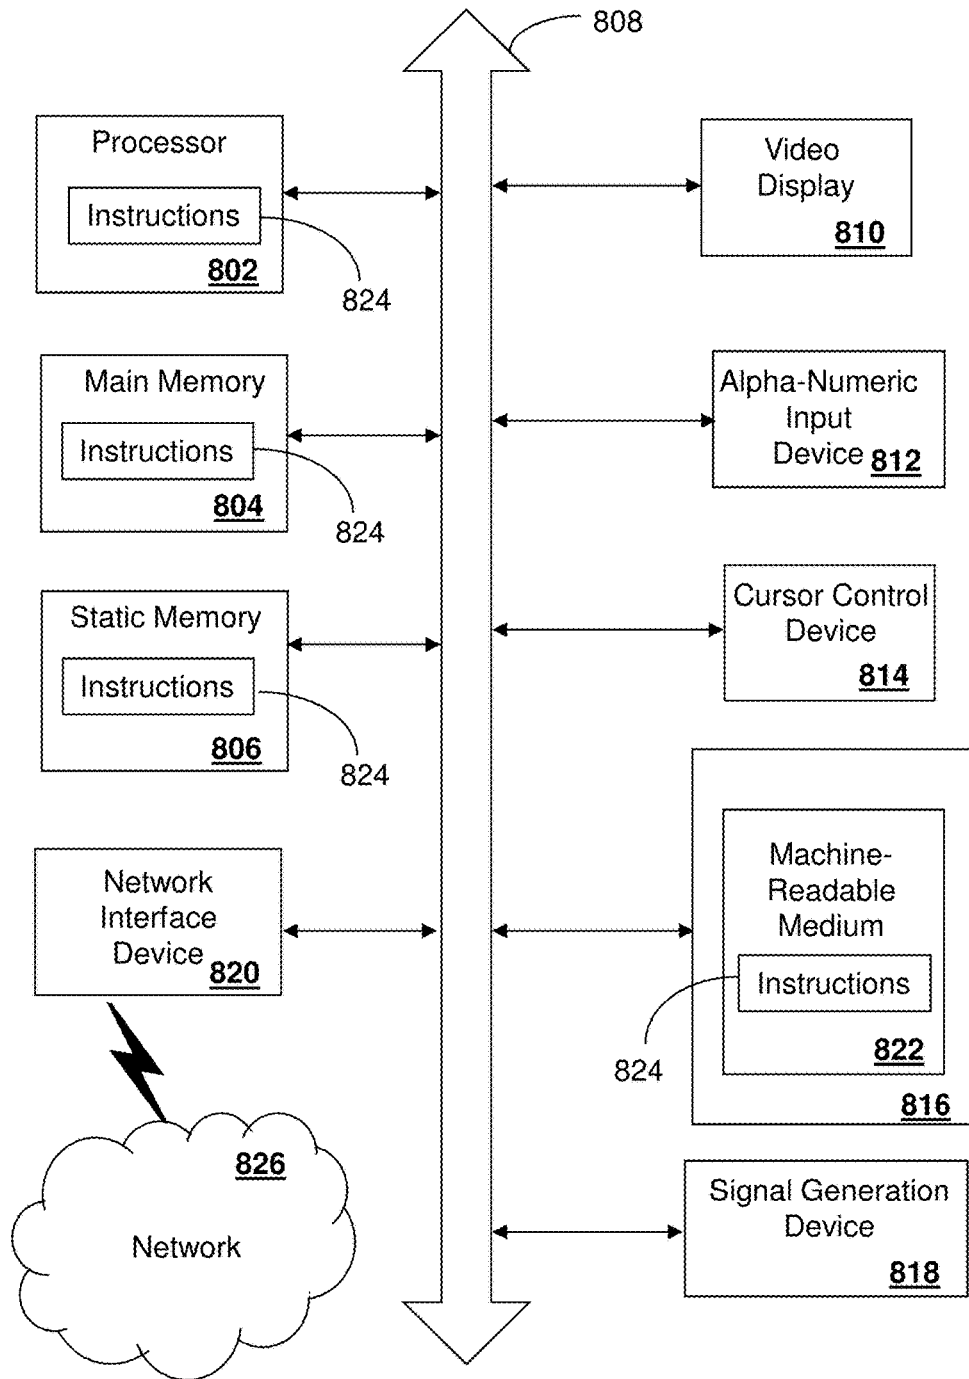 808
Processor
Instructions
802
824
Video
Display
810
Main Memory
Instructions
804
824
Alpha-Numeric
Input
Device
812
Static Memory
Instructions
806
824
Cursor Control
Device
814
Network
Interface
Device
820
Machine-
Readable
Medium
Instructions
822
824
816
826
Network
Signal Generation
Device
818